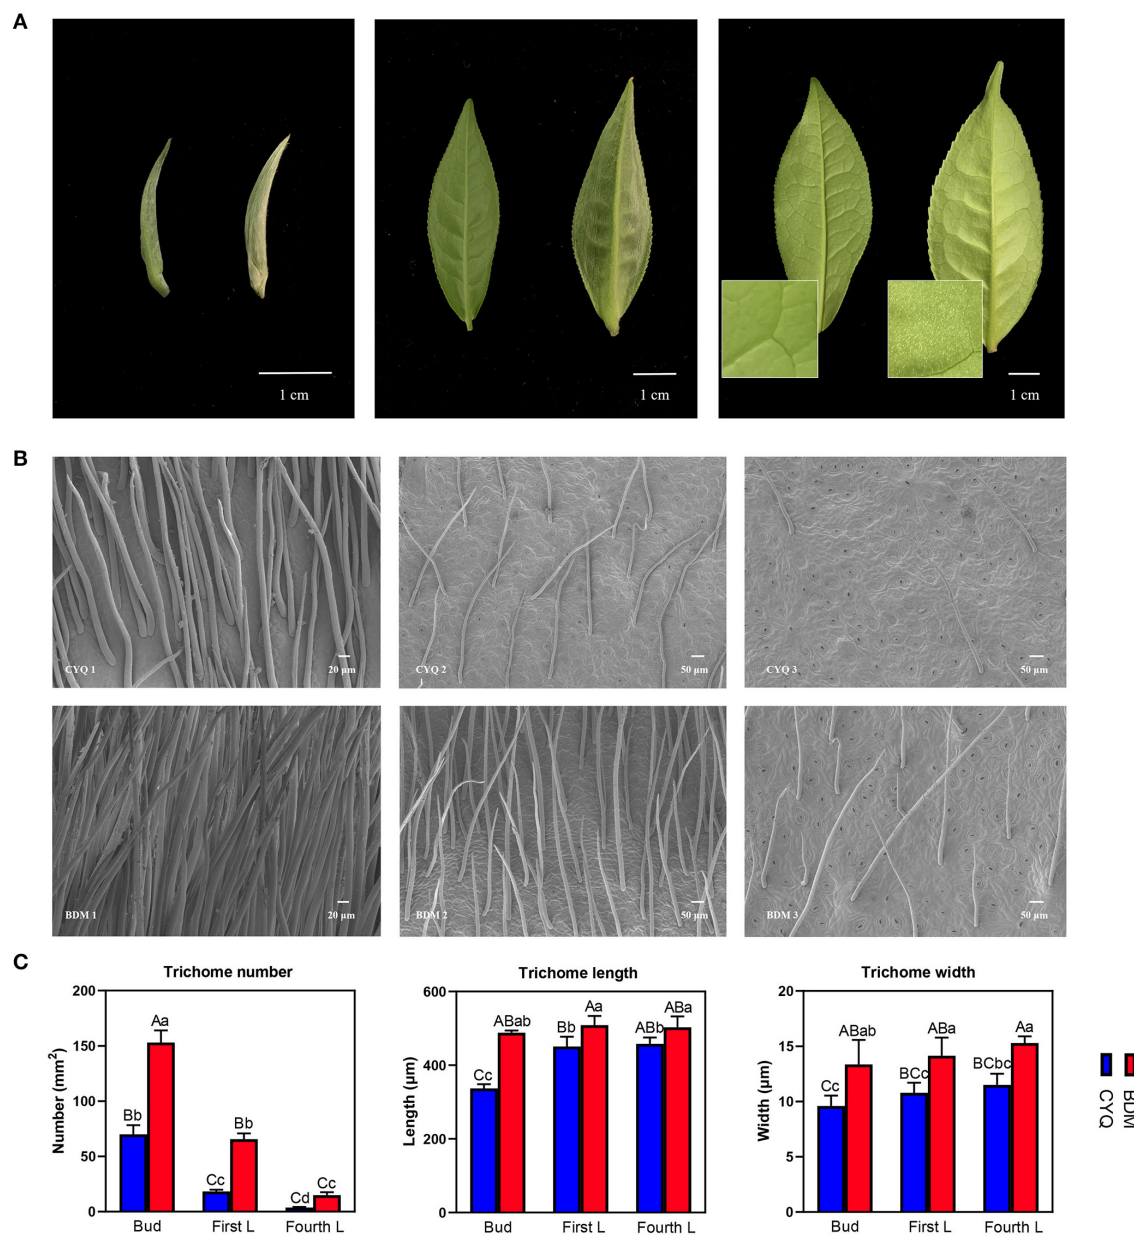 A
1 cm
1 cm
1 cm
B
CYQ 1
20 µm
CYQ 2
50 µm
CYQ 3
50 µm
BDM 1
20 µm
BDM 2
50 µm
BDM 3
50 µm
C
Trichome number
Number (mm²)
200
150
100
50
0
Bb
Aa
Cc
Bb
Cd
Cc
Bud
First L
Fourth L
Trichome length
Length (µm)
600
400
200
0
Cc
ABab
Bb
Aa
ABb
ABa
Bud
First L
Fourth L
Trichome width
Width (µm)
20
15
10
5
0
Cc
ABab
BCc
ABa
BCbc
Aa
Bud
First L
Fourth L
BDM
CYQ